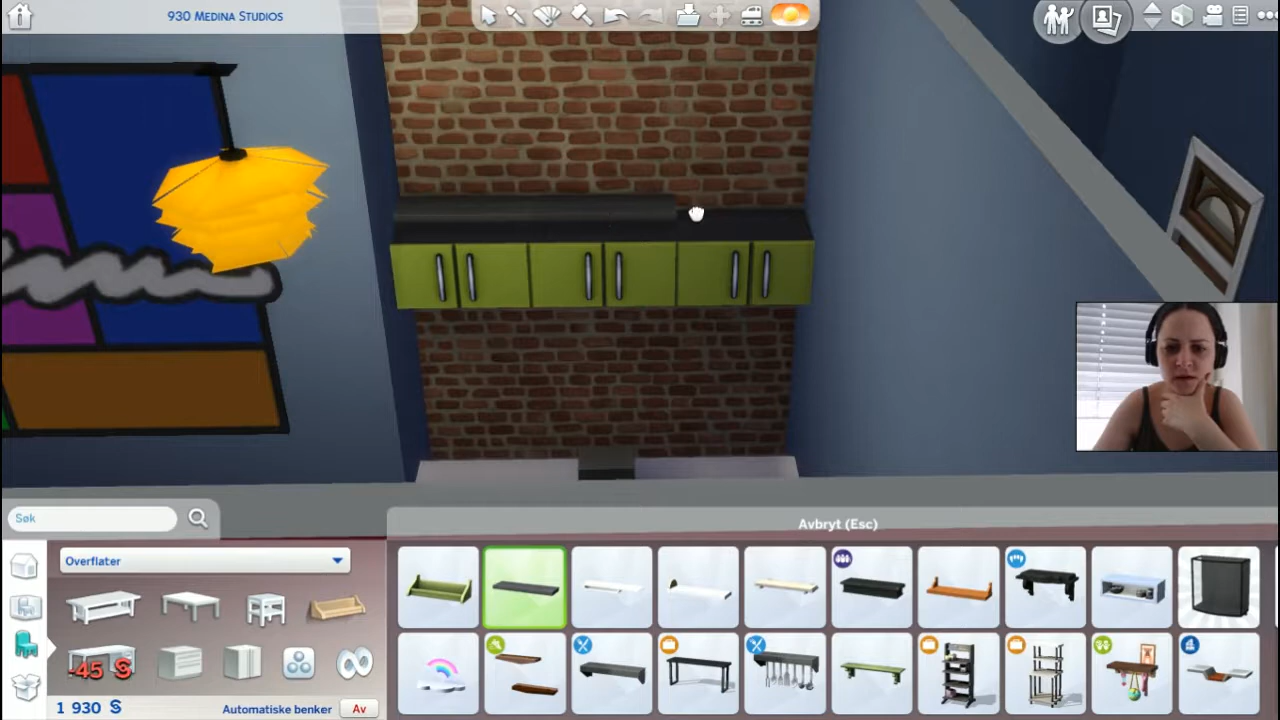 930 MEDINA STUDIOS
Avbryt (Esc)
Søk
Overflater
-45 §
1 930 §
Automatiske benker
Av